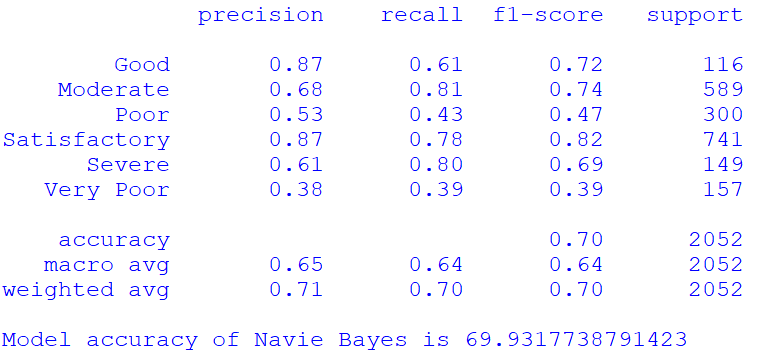 precision recall f1-score support
Good 0.87 0.61 0.72 116
Moderate 0.68 0.81 0.74 589
Poor 0.53 0.43 0.47 300
Satisfactory 0.87 0.78 0.82 741
Severe 0.61 0.80 0.69 149
Very Poor 0.38 0.39 0.39 157
accuracy 0.70 2052
macro avg 0.65 0.64 0.64 2052
weighted avg 0.71 0.70 0.70 2052
Model accuracy of Navie Bayes is 69.9317738791423